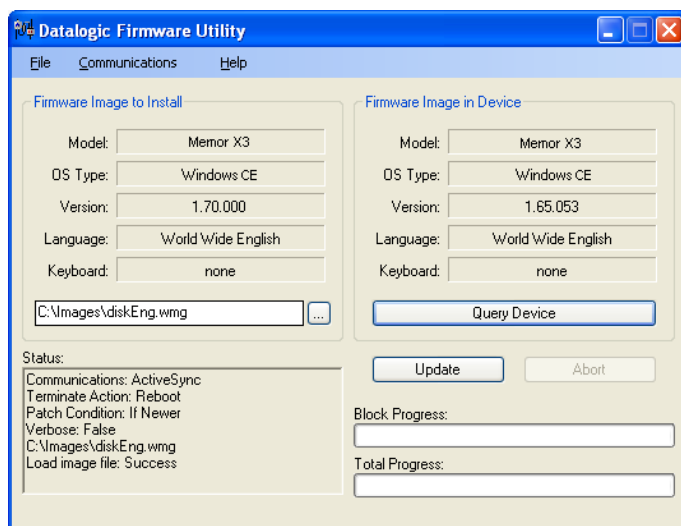 Datalogic Firmware Utility
File Communications Help
Firmware Image to Install
Model: Memor X3
OS Type: Windows CE
Version: 1.70.000
Language: World Wide English
Keyboard: none
C:\Images\diskEng.wmg ...
Firmware Image in Device
Model: Memor X3
OS Type: Windows CE
Version: 1.65.053
Language: World Wide English
Keyboard: none
Query Device
Status:
Communications: ActiveSync
Terminate Action: Reboot
Patch Condition: If Newer
Verbose: False
C:\Images\diskEng.wmg
Load image file: Success
Update Abort
Block Progress:
Total Progress: